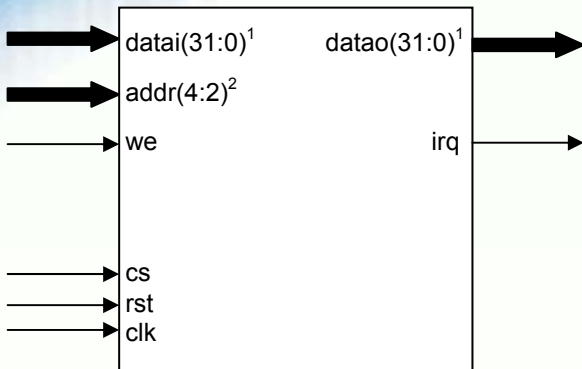 datai(31:0)¹ datao(31:0)¹
addr(4:2)²
we irq
cs
rst
clk